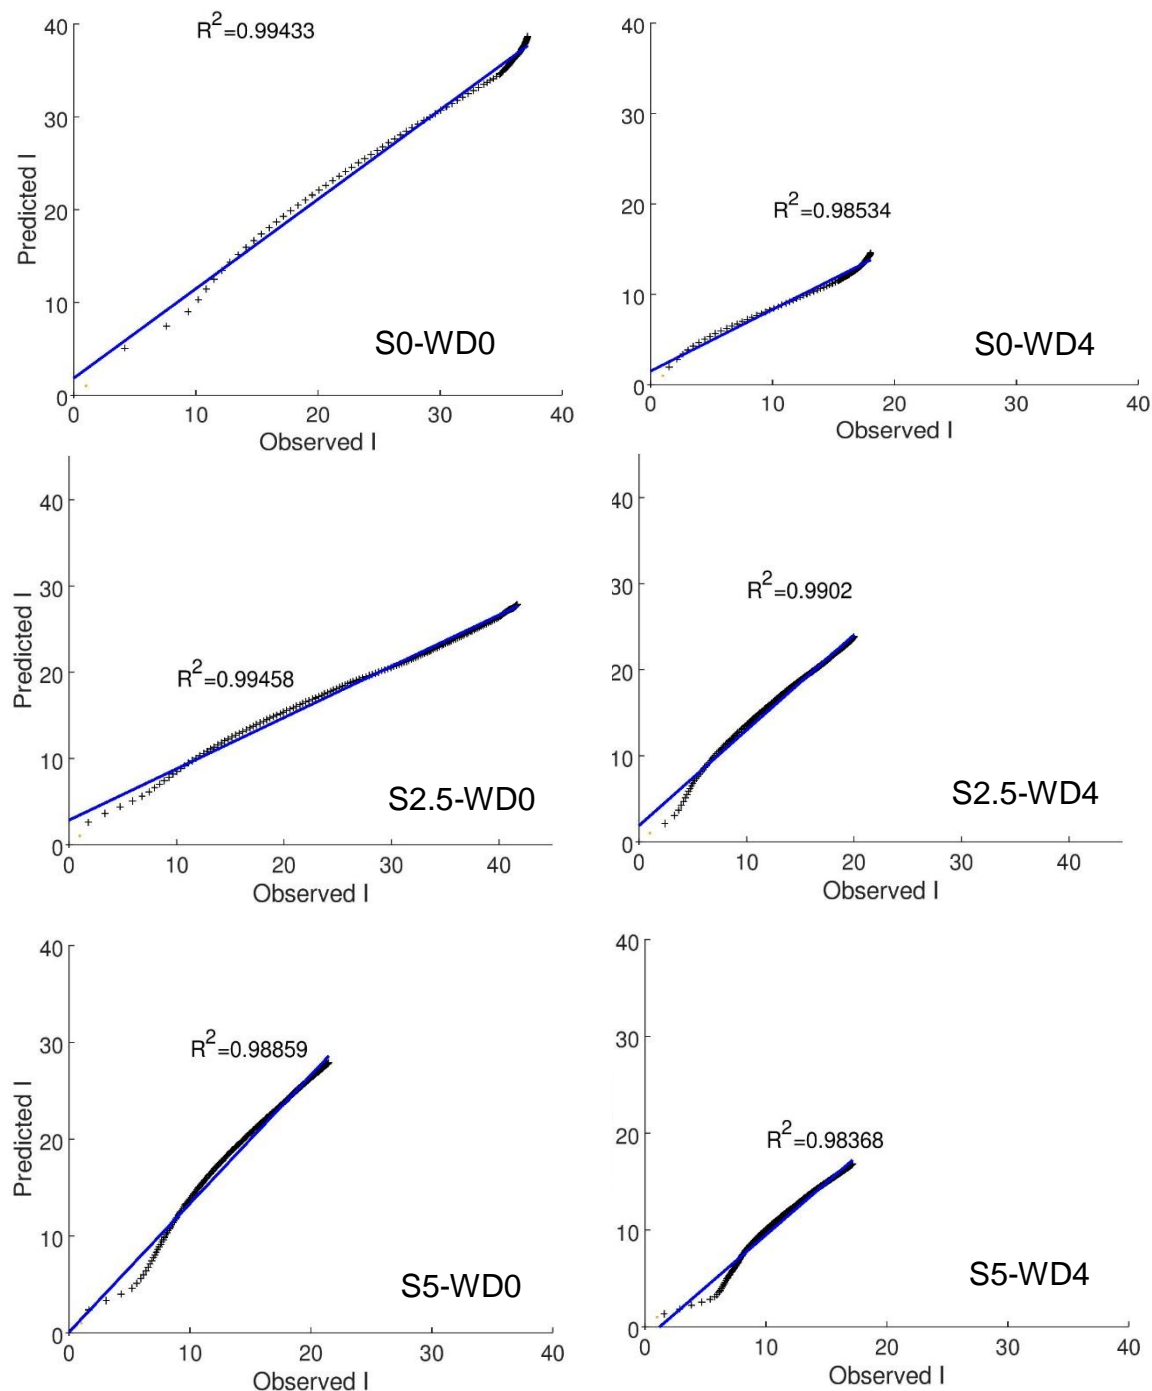 R2=0.99433
40
30
20
10
0
Predicted I
0 10 20 30 40
Observed I
S0-WD0
40
30
20
10
0
R2=0.98534
0 10 20 30 40
Observed I
S0-WD4
40
30
20
10
0
Predicted I
R2=0.99458
0 10 20 30 40
Observed I
S2.5-WD0
40
30
20
10
0
R2=0.9902
0 10 20 30 40
Observed I
S2.5-WD4
40
30
20
10
0
Predicted I
R2=0.98859
0 10 20 30 40
Observed I
S5-WD0
40
30
20
10
0
R2=0.98368
0 10 20 30 40
Observed I
S5-WD4